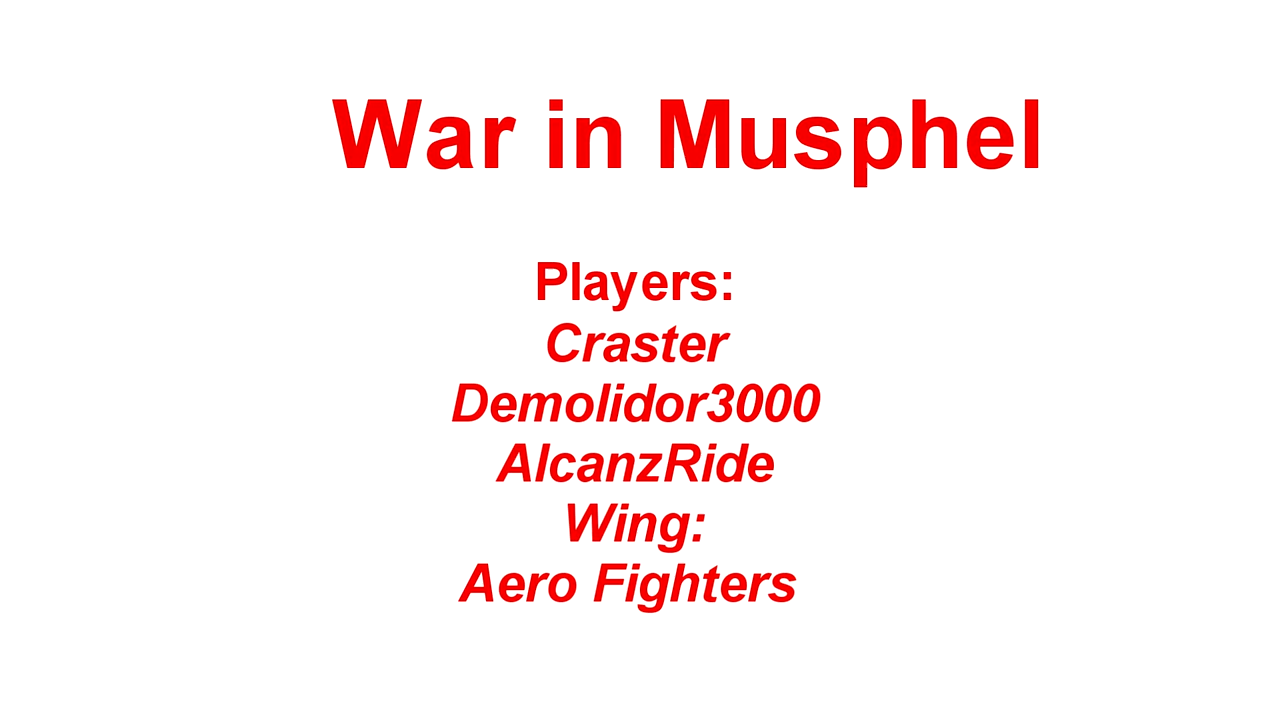 War in Musphel
Players:
Craster
Demolidor3000
AlcanzRide
Wing:
Aero Fighters